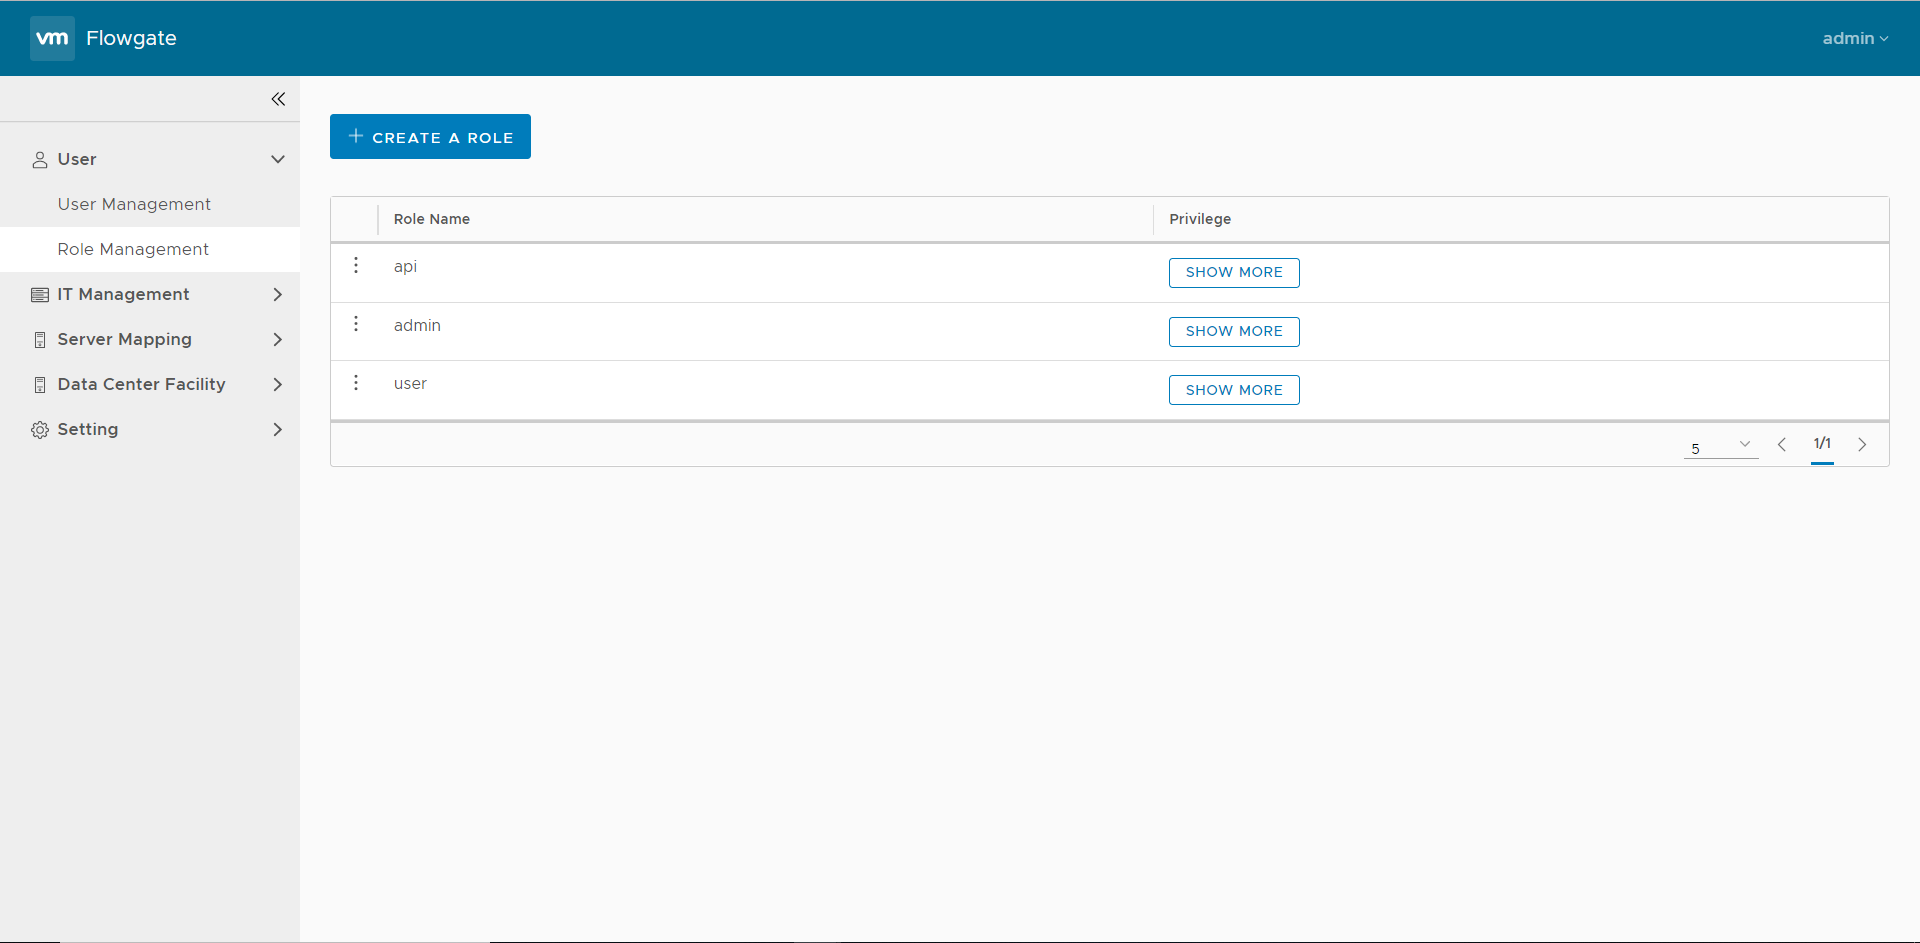 vm Flowgate
admin
User
User Management
Role Management
IT Management
Server Mapping
Data Center Facility
Setting
CREATE A ROLE
Role Name Privilege
api SHOW MORE
admin SHOW MORE
user SHOW MORE
5 1/1